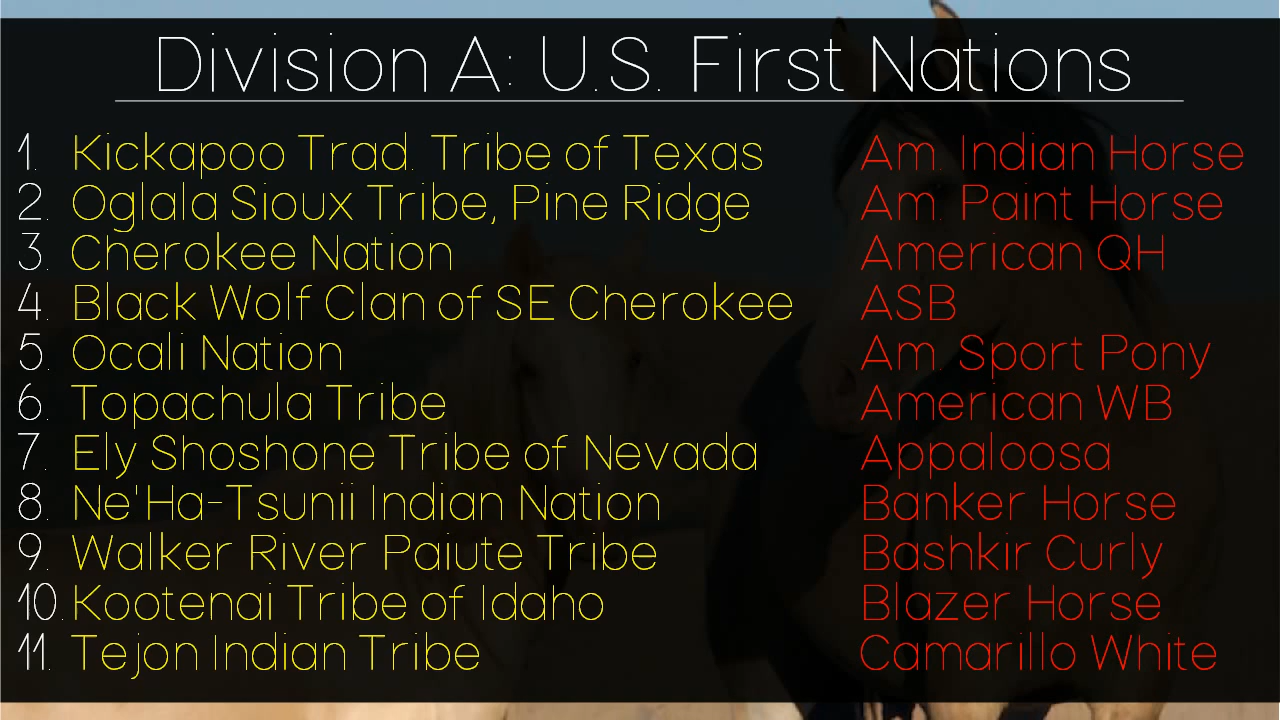 Division A: U.S. First Nations
1. Kickapoo Trad. Tribe of Texas Am. Indian Horse
2. Oglala Sioux Tribe, Pine Ridge Am. Paint Horse
3. Cherokee Nation American QH
4. Black Wolf Clan of SE Cherokee ASB
5. Ocali Nation Am. Sport Pony
6. Topachula Tribe American WB
7. Ely Shoshone Tribe of Nevada Appaloosa
8. Ne'Ha-Tsunii Indian Nation Banker Horse
9. Walker River Paiute Tribe Bashkir Curly
10. Kootenai Tribe of Idaho Blazer Horse
11. Tejon Indian Tribe Camarillo White